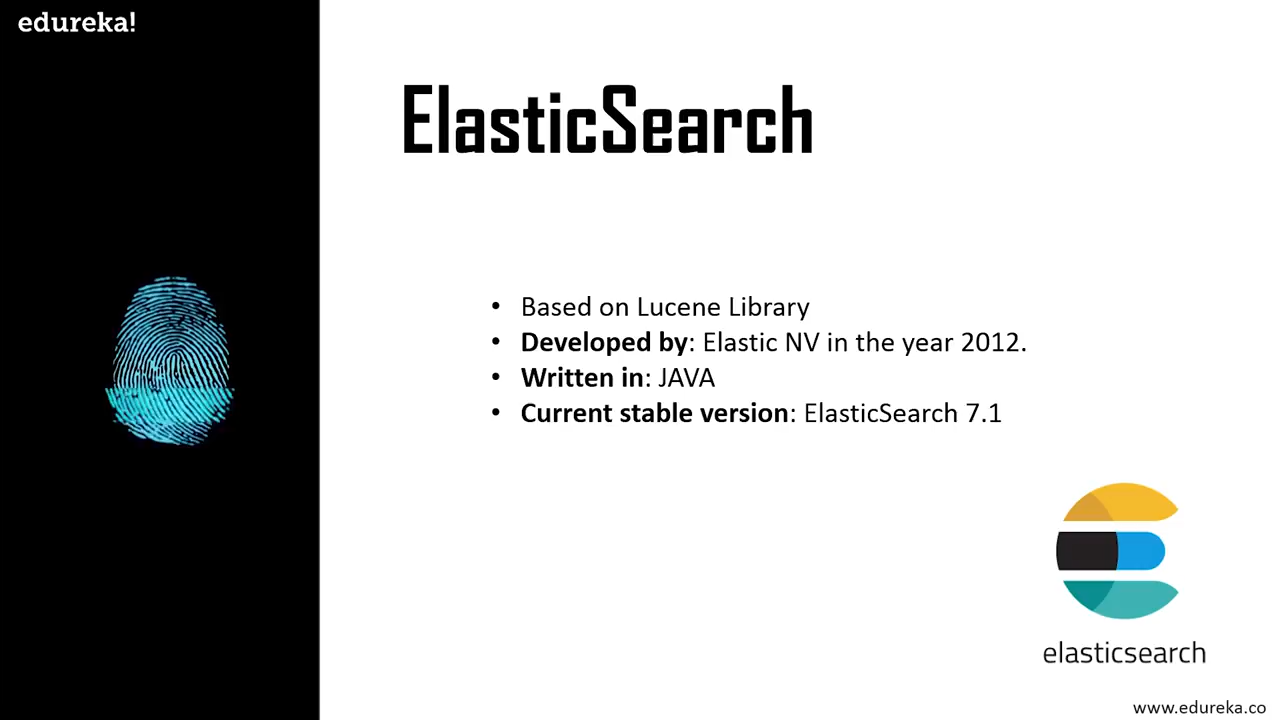 edureka!
ElasticSearch
• Based on Lucene Library
• Developed by: Elastic NV in the year 2012.
• Written in: JAVA
• Current stable version: ElasticSearch 7.1
elasticsearch
www.edureka.co